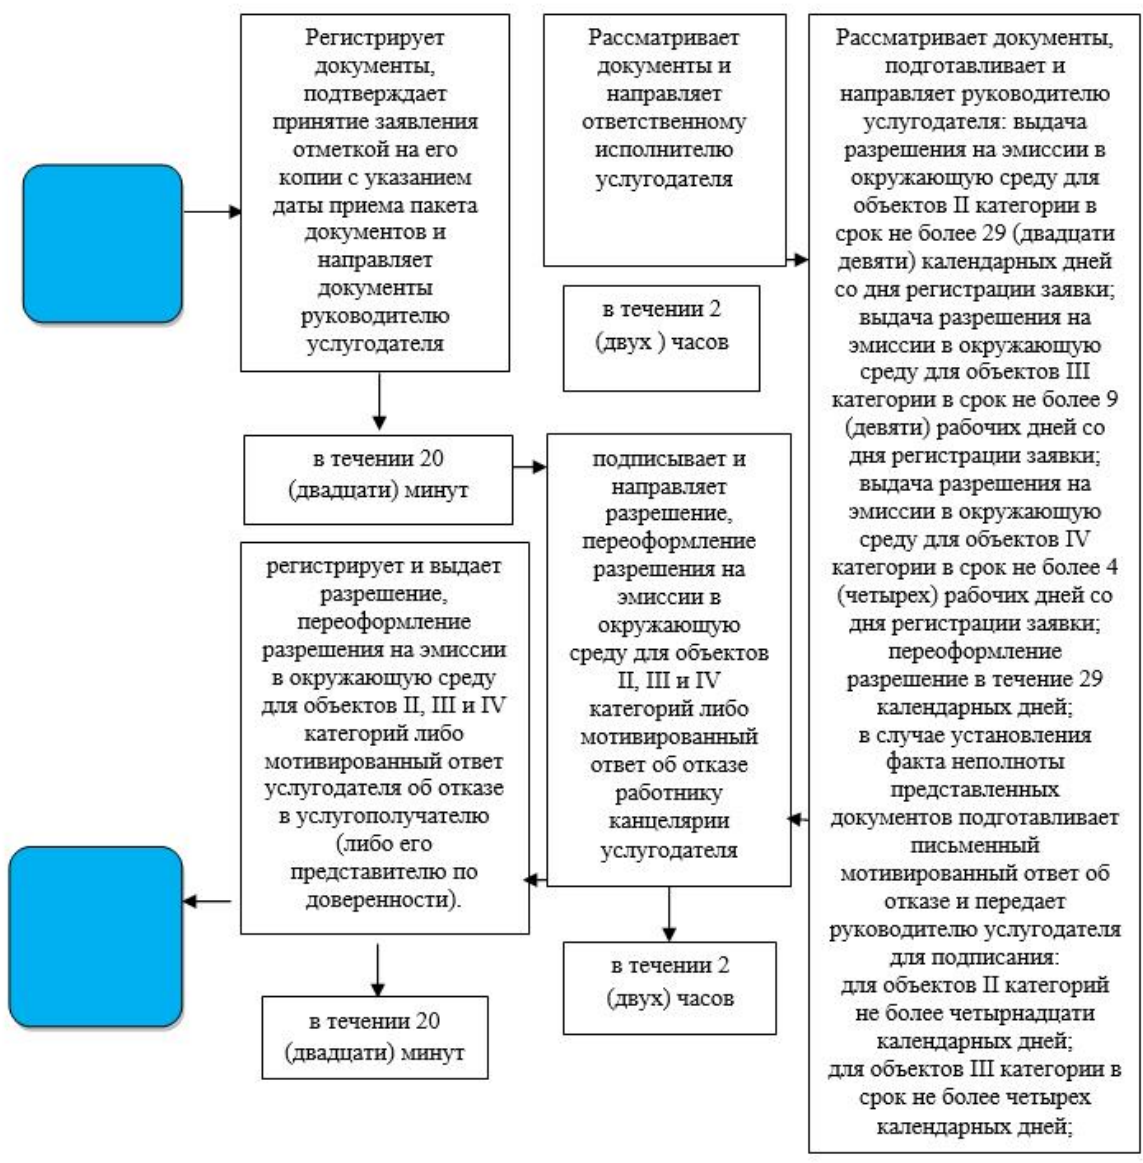 Регистрирует
документы,
подтверждает
принятие заявления
отметкой на его
копии с указанием
даты приема пакета
документов и
направляет
документы
руководителю
услугодателя
в течении 20
(двадцати) минут
Рассматривает
документы и
направляет
ответственному
исполнителю
услугодателя
в течении 2
(двух ) часов
Рассматривает документы,
подготавливает и
направляет руководителю
услугодателя: выдача
разрешения на эмиссии в
окружающую среду для
объектов II категории в
срок не более 29 (двадцати
девяти) календарных дней
со дня регистрации заявки;
выдача разрешения на
эмиссии в окружающую
среду для объектов III
категории в срок не более 9
(девяти) рабочих дней со
дня регистрации заявки;
выдача разрешения на
эмиссии в окружающую
среду для объектов IV
категории в срок не более 4
(четырех) рабочих дней со
дня регистрации заявки;
переоформление
разрешение в течение 29
календарных дней;
в случае установления
факта неполноты
представленных
документов подготавливает
письменный
мотивированный ответ об
отказе и передает
руководителю услугодателя
для подписания:
для объектов II категорий
не более четырнадцати
календарных дней;
для объектов III категории в
срок не более четырех
календарных дней;
подписывает и
направляет
разрешение,
переоформление
разрешения на
эмиссии в
окружающую
среду для объектов
II, III и IV
категорий либо
мотивированный
ответ об отказе
работнику
канцелярии
услугодателя
в течении 2
(двух) часов
регистрирует и выдает
разрешение,
переоформление
разрешения на эмиссии
в окружающую среду
для объектов II, III и IV
категорий либо
мотивированный ответ
услугодателя об отказе
в услугополучателю
(либо его
представителю по
доверенности).
в течении 20
(двадцати) минут